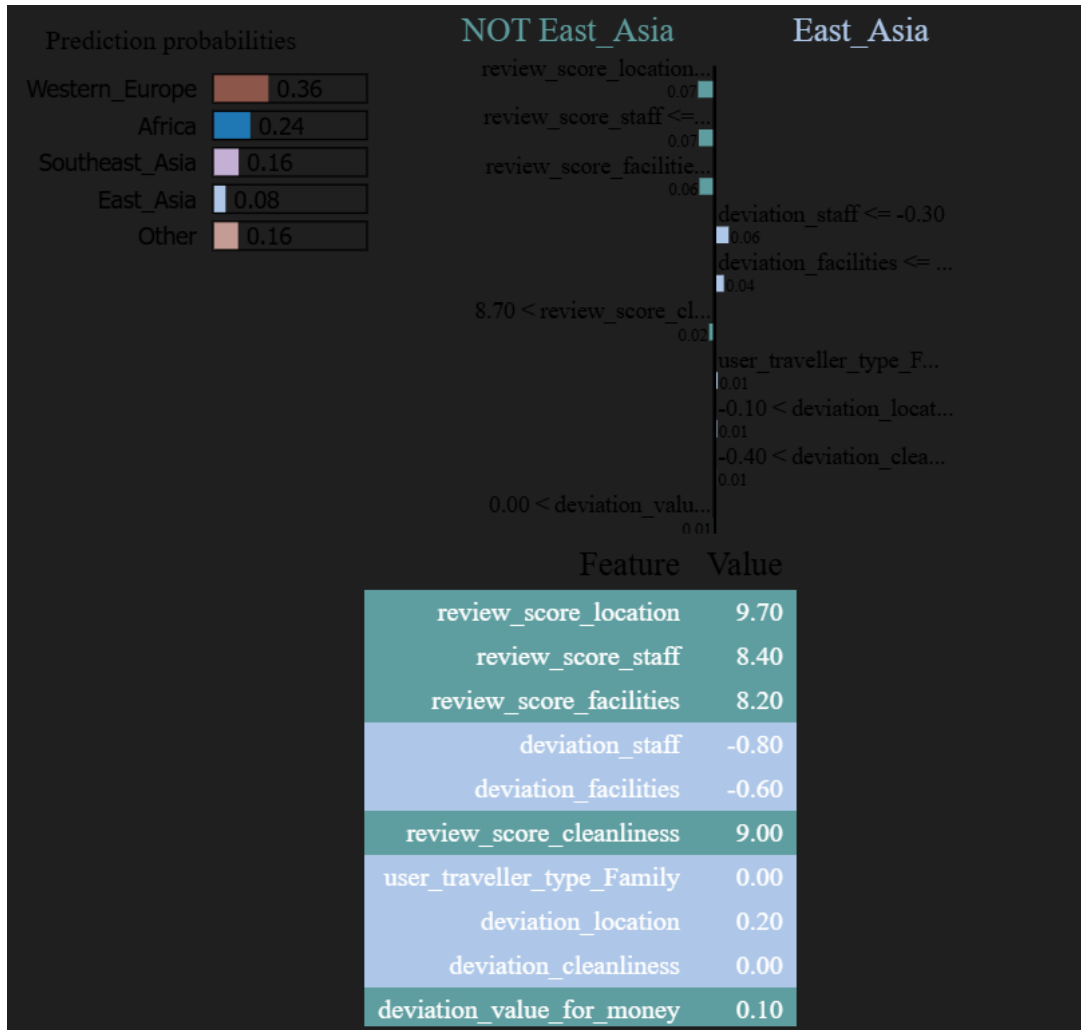 Prediction probabilities
Western_Europe 0.36
Africa 0.24
Southeast_Asia 0.16
East_Asia 0.08
Other 0.16
NOT East_Asia East_Asia
review_score_location...
0.07
review_score_staff <=...
0.07
review_score_facilitie...
0.06
deviation_staff <= -0.30
0.06
deviation_facilities <= ...
0.04
8.70 < review_score_cl...
0.02
user_traveller_type_F...
0.01
-0.10 < deviation_locat...
0.01
-0.40 < deviation_clea...
0.01
0.00 < deviation_valu...
0.01
Feature Value
review_score_location 9.70
review_score_staff 8.40
review_score_facilities 8.20
deviation_staff -0.80
deviation_facilities -0.60
review_score_cleanliness 9.00
user_traveller_type_Family 0.00
deviation_location 0.20
deviation_cleanliness 0.00
deviation_value_for_money 0.10